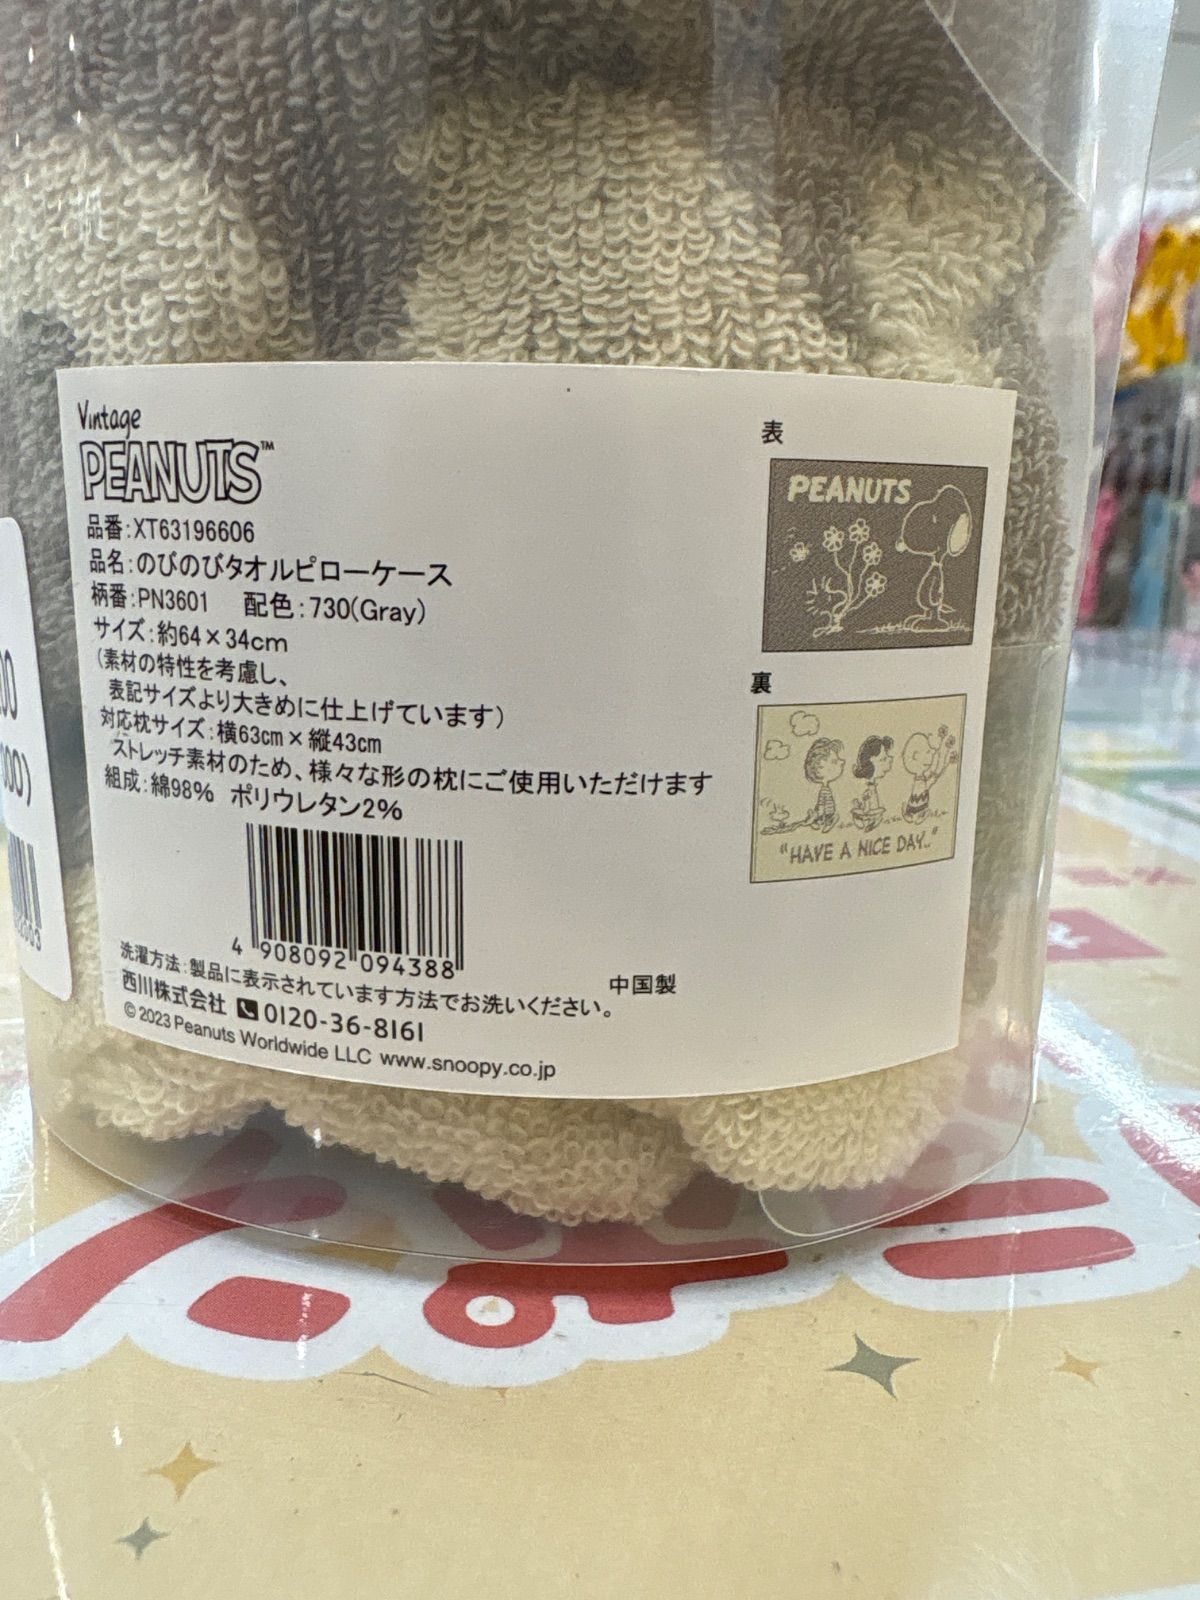 Vintage
PEANUTS™
品番:XT63196606
品名:のびのびタオルピローケース
柄番:PN3601 配色:730(Gray)
サイズ:約64×34cm
(素材の特性を考慮し、
表記サイズより大きめに仕上げています)
対応枕サイズ:横63cm×縦43cm
ストレッチ素材のため、様々な形の枕にご使用いただけます
組成:綿98% ポリウレタン2%
4 908092 094388
洗濯方法:製品に表示されています方法でお洗いください。
中国製
西川株式会社 0120-36-8161
© 2023 Peanuts Worldwide LLC www.snoopy.co.jp
表
PEANUTS
裏
"HAVE A NICE DAY.."